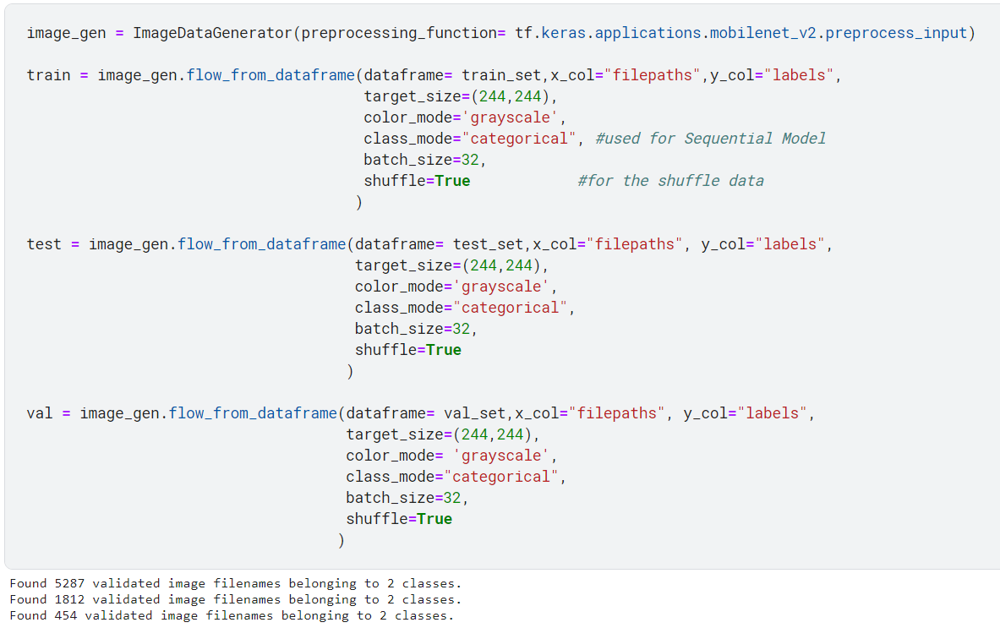 image_gen = ImageDataGenerator(preprocessing_function= tf.keras.applications.mobilenet_v2.preprocess_input)
train = image_gen.flow_from_dataframe(dataframe= train_set,x_col="filepaths",y_col="labels",
target_size=(244,244),
color_mode='grayscale',
class_mode="categorical", #used for Sequential Model
batch_size=32,
shuffle=True #for the shuffle data
)
test = image_gen.flow_from_dataframe(dataframe= test_set,x_col="filepaths", y_col="labels",
target_size=(244,244),
color_mode='grayscale',
class_mode="categorical",
batch_size=32,
shuffle=True
)
val = image_gen.flow_from_dataframe(dataframe= val_set,x_col="filepaths", y_col="labels",
target_size=(244,244),
color_mode= 'grayscale',
class_mode="categorical",
batch_size=32,
shuffle=True
)
Found 5287 validated image filenames belonging to 2 classes.
Found 1812 validated image filenames belonging to 2 classes.
Found 454 validated image filenames belonging to 2 classes.